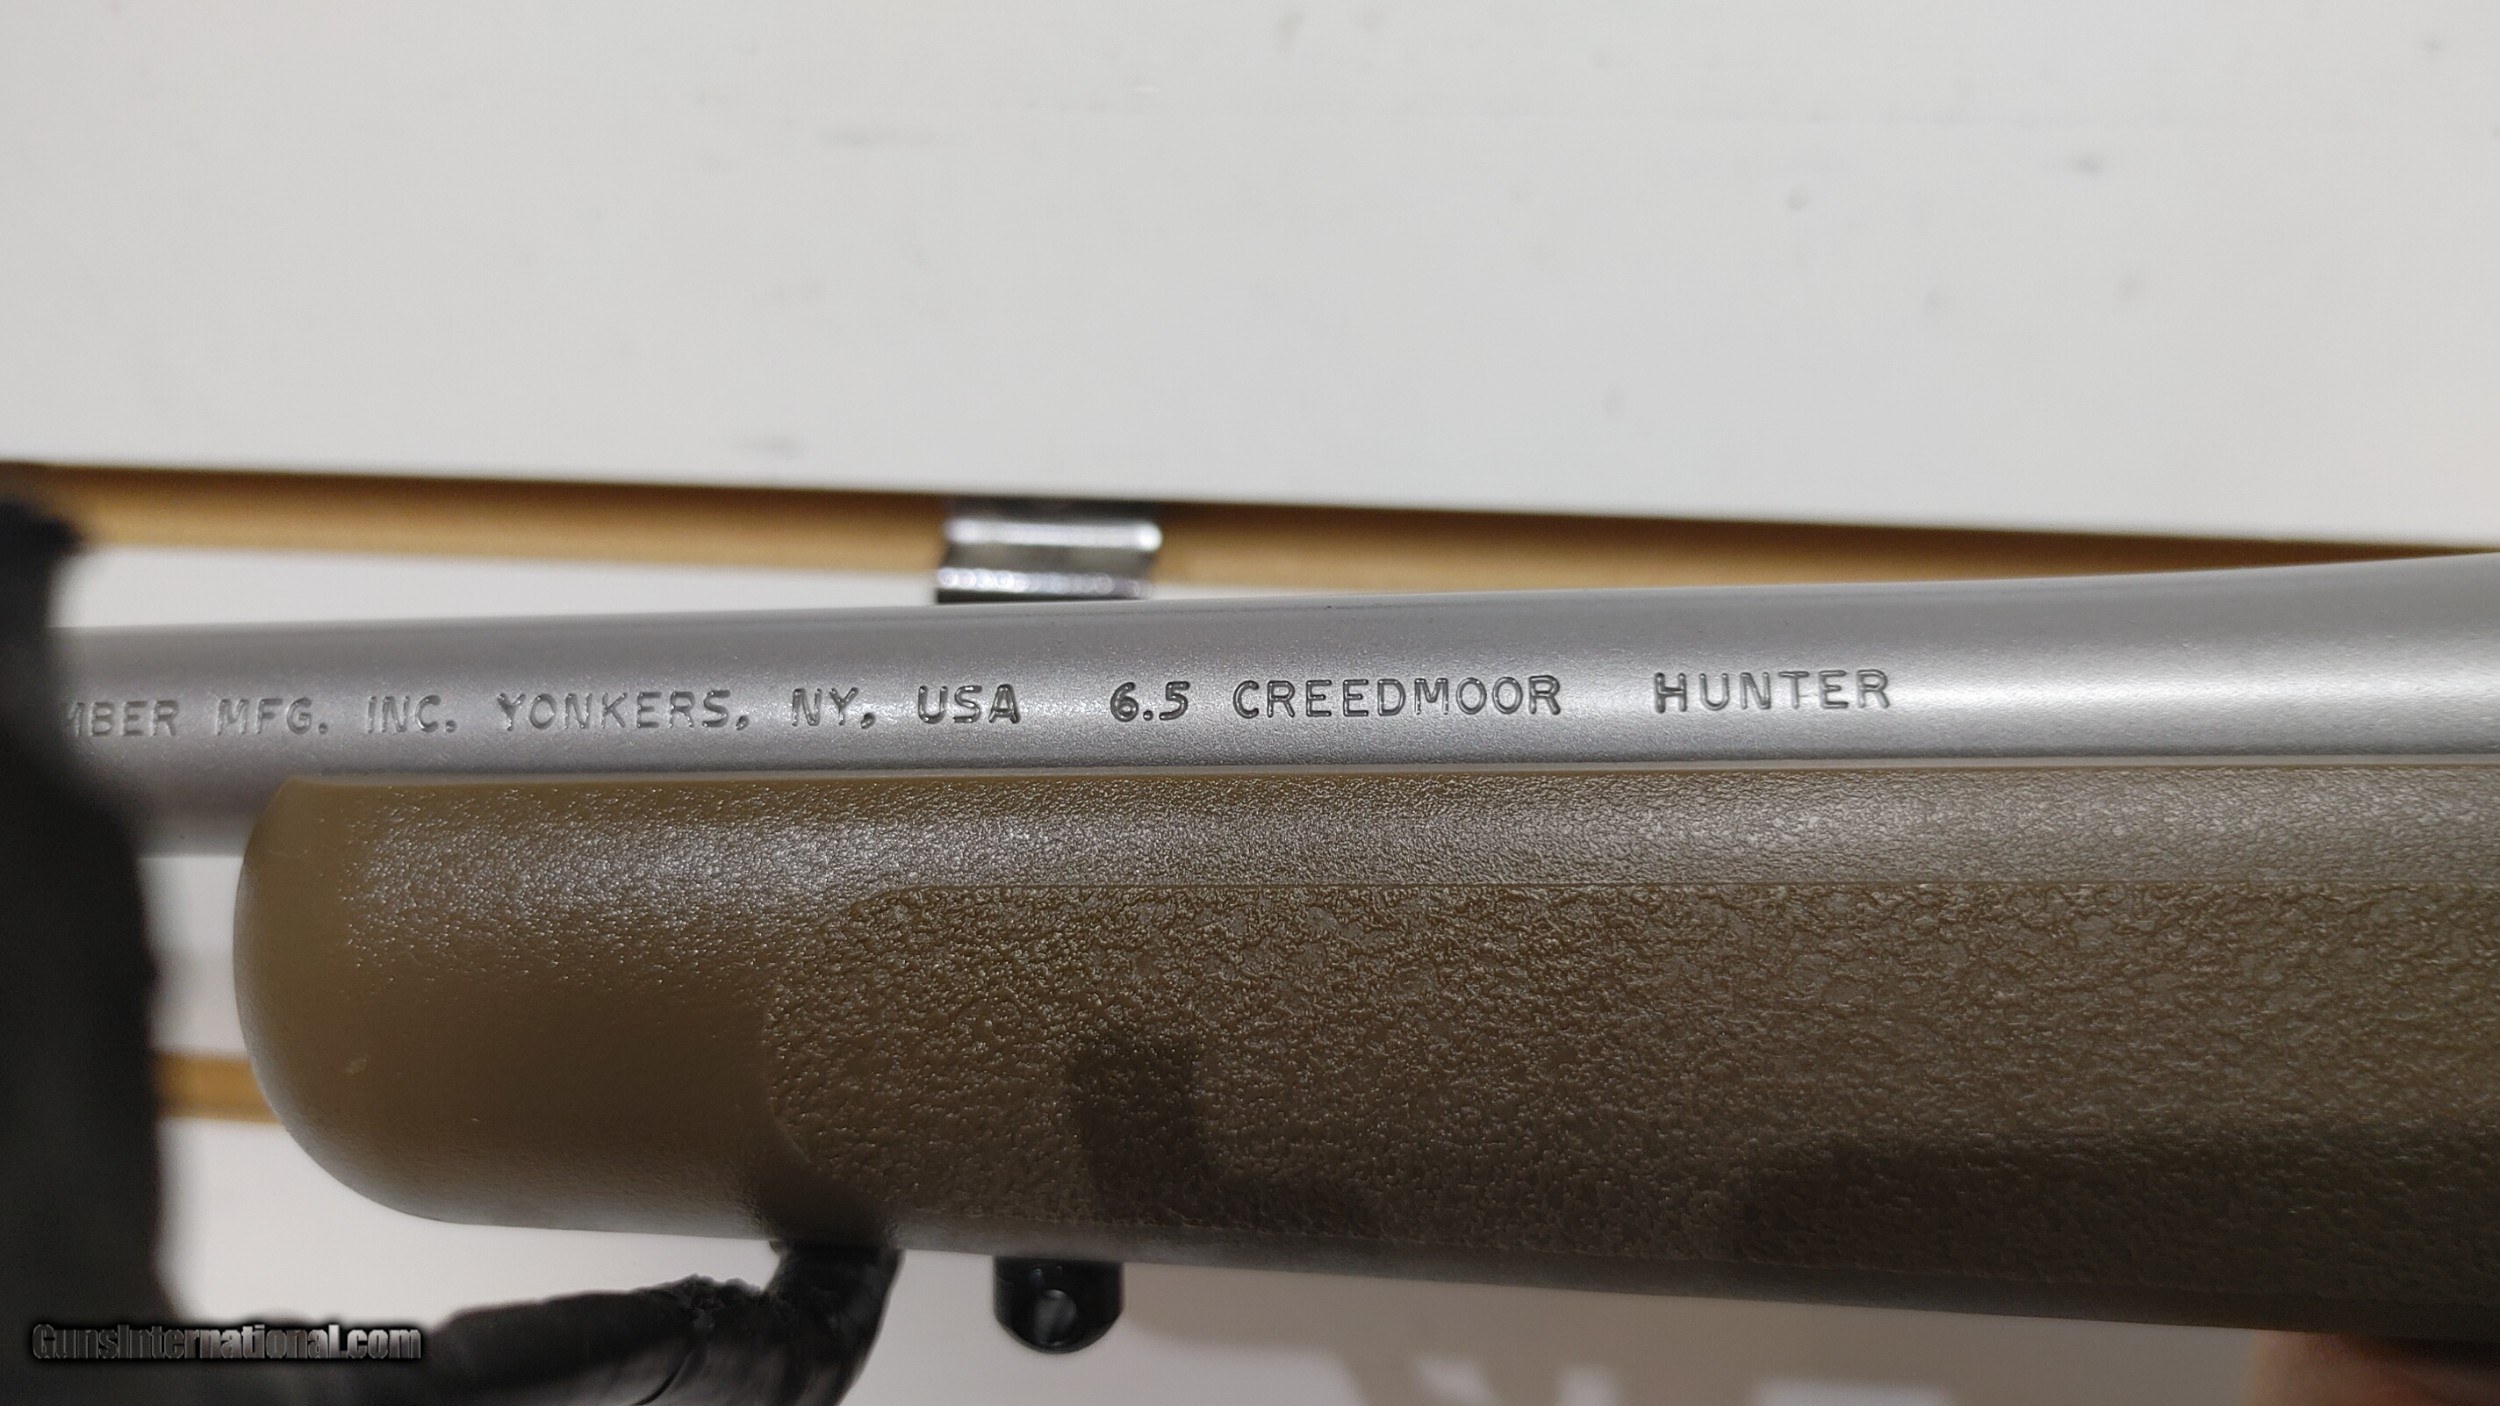 MBER MFG. INC. YONKERS, NY, USA 6.5 CREEDMOOR HUNTER
GunsInternational.com